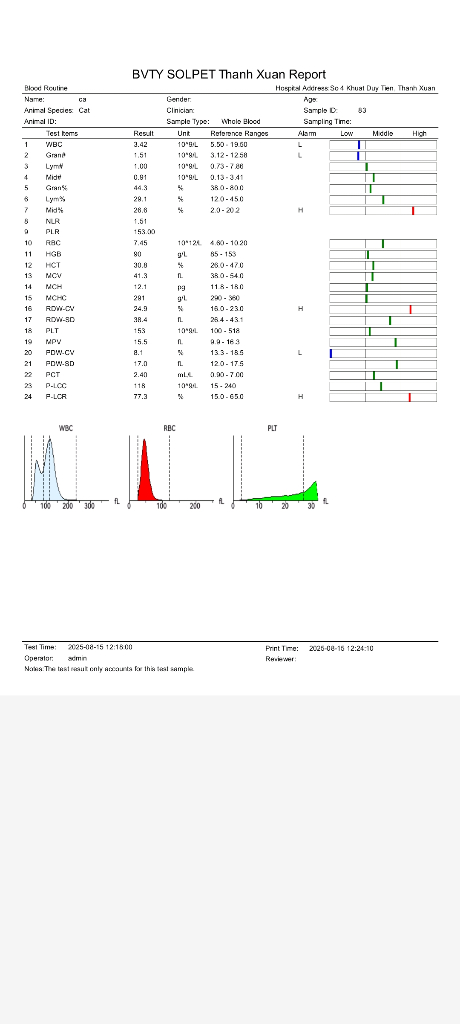 BVTY SOLPET Thanh Xuan Report
Blood Routine Hospital Address:So 4 Khuat Duy Tien, Thanh Xuan
Name: ca Gender: Age:
Animal Species: Cat Clinician: Sample ID: 83
Animal ID: Sample Type: Whole Blood Sampling Time:
Test Items Result Unit Reference Ranges Alarm Low Middle High
1 WBC 3.42 10^9/L 5.50 - 19.50 L
2 Gran# 1.51 10^9/L 3.12 - 12.58 L
3 Lym# 1.00 10^9/L 0.73 - 7.86
4 Mid# 0.91 10^9/L 0.13 - 3.41
5 Gran% 44.3 % 38.0 - 80.0
6 Lym% 29.1 % 12.0 - 45.0
7 Mid% 26.6 % 2.0 - 20.2 H
8 NLR 1.51
9 PLR 153.00
10 RBC 7.45 10^12/L 4.60 - 10.20
11 HGB 90 g/L 85 - 153
12 HCT 30.8 % 26.0 - 47.0
13 MCV 41.3 fL 38.0 - 54.0
14 MCH 12.1 pg 11.8 - 18.0
15 MCHC 291 g/L 290 - 360
16 RDW-CV 24.9 % 16.0 - 23.0 H
17 RDW-SD 38.4 fL 26.4 - 43.1
18 PLT 153 10^9/L 100 - 518
19 MPV 15.5 fL 9.9 - 16.3
20 PDW-CV 8.1 % 13.3 - 18.5 L
21 PDW-SD 17.0 fL 12.0 - 17.5
22 PCT 2.40 mL/L 0.90 - 7.00
23 P-LCC 118 10^9/L 15 - 240
24 P-LCR 77.3 % 15.0 - 65.0 H
WBC RBC PLT
0 100 200 300 fL 0 100 200 fL 0 10 20 30 fL
Test Time: 2025-08-15 12:18:00 Print Time: 2025-08-15 12:24:10
Operator: admin Reviewer:
Notes:The test result only accounts for this test sample.